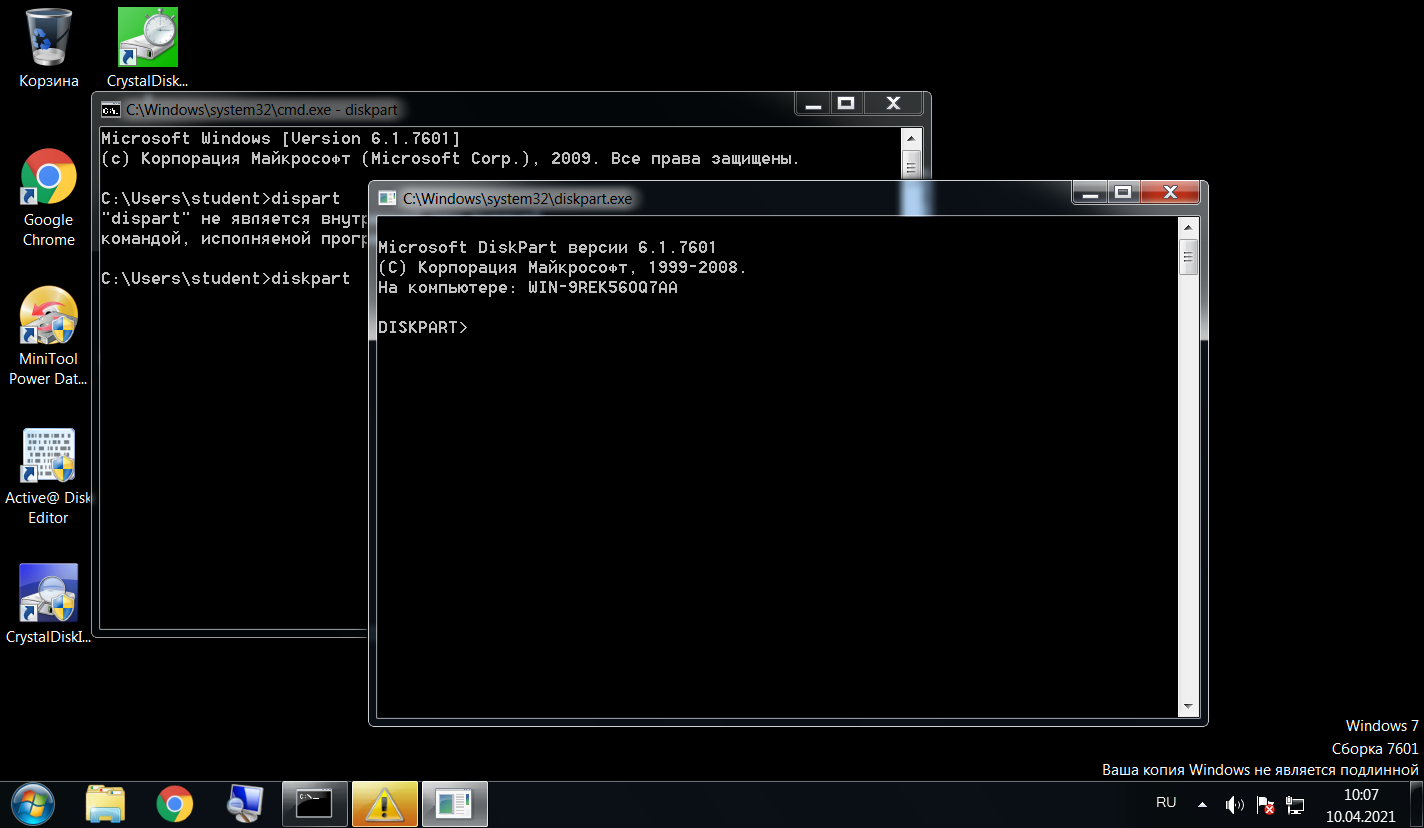 Корзина
CrystalDisk...
Google
Chrome
MiniTool
Power Dat...
Active@ Disk
Editor
CrystalDiskI...
C:\Windows\system32\cmd.exe - diskpart
Microsoft Windows [Version 6.1.7601]
(c) Корпорация Майкрософт (Microsoft Corp.), 2009. Все права защищены.
C:\Users\student>dispart
"dispart" не является внутр
командой, исполняемой прогр
C:\Users\student>diskpart
C:\Windows\system32\diskpart.exe
Microsoft DiskPart версии 6.1.7601
(C) Корпорация Майкрософт, 1999-2008.
На компьютере: WIN-9REK56OQ7AA
DISKPART>
Windows 7
Сборка 7601
Ваша копия Windows не является подлинной
RU
10:07
10.04.2021